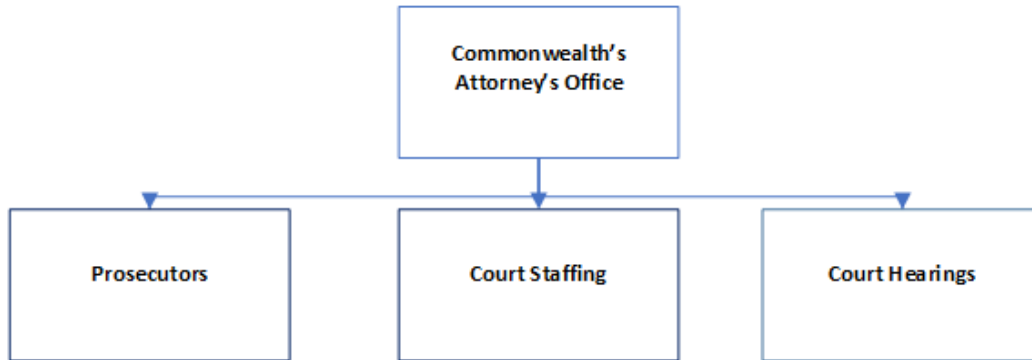 Commonwealth’s
Attorney’s Office
Prosecutors
Court Staffing
Court Hearings